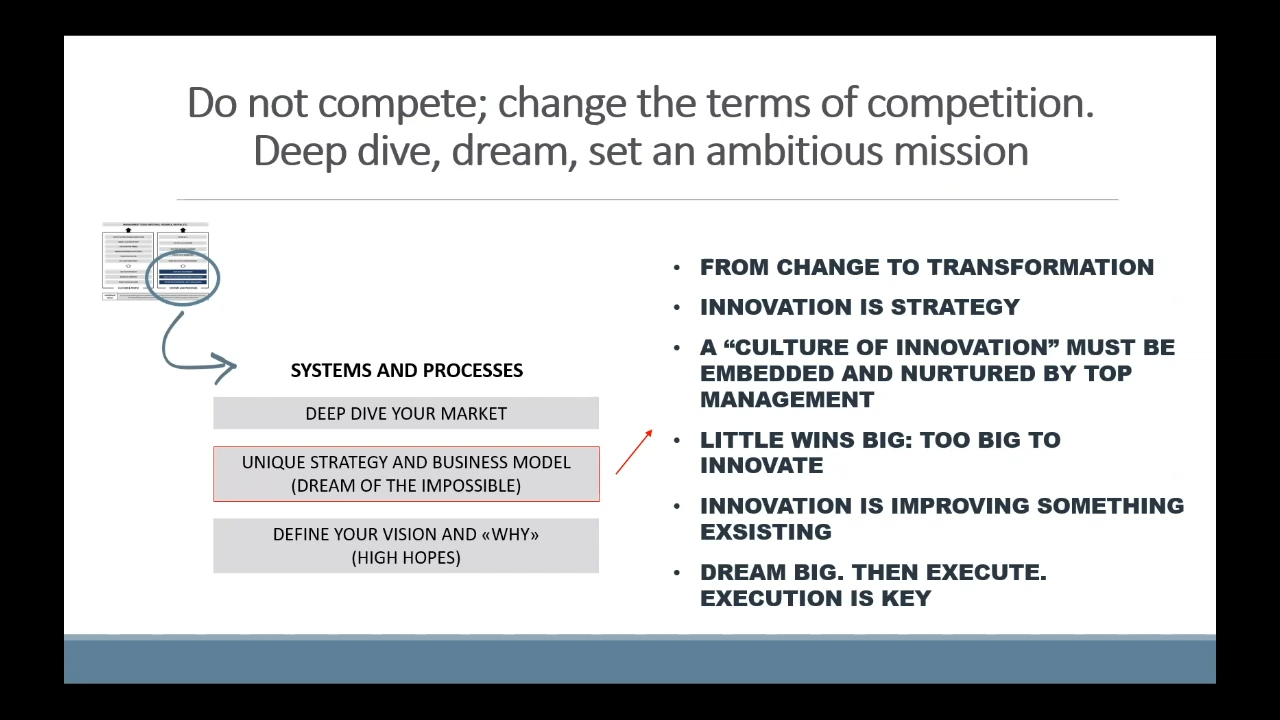 Do not compete; change the terms of competition.
Deep dive, dream, set an ambitious mission
SYSTEMS AND PROCESSES
DEEP DIVE YOUR MARKET
UNIQUE STRATEGY AND BUSINESS MODEL
(DREAM OF THE IMPOSSIBLE)
DEFINE YOUR VISION AND «WHY»
(HIGH HOPES)
• FROM CHANGE TO TRANSFORMATION
• INNOVATION IS STRATEGY
• A “CULTURE OF INNOVATION” MUST BE
EMBEDDED AND NURTURED BY TOP
MANAGEMENT
• LITTLE WINS BIG: TOO BIG TO
INNOVATE
• INNOVATION IS IMPROVING SOMETHING
EXSISTING
• DREAM BIG. THEN EXECUTE.
EXECUTION IS KEY